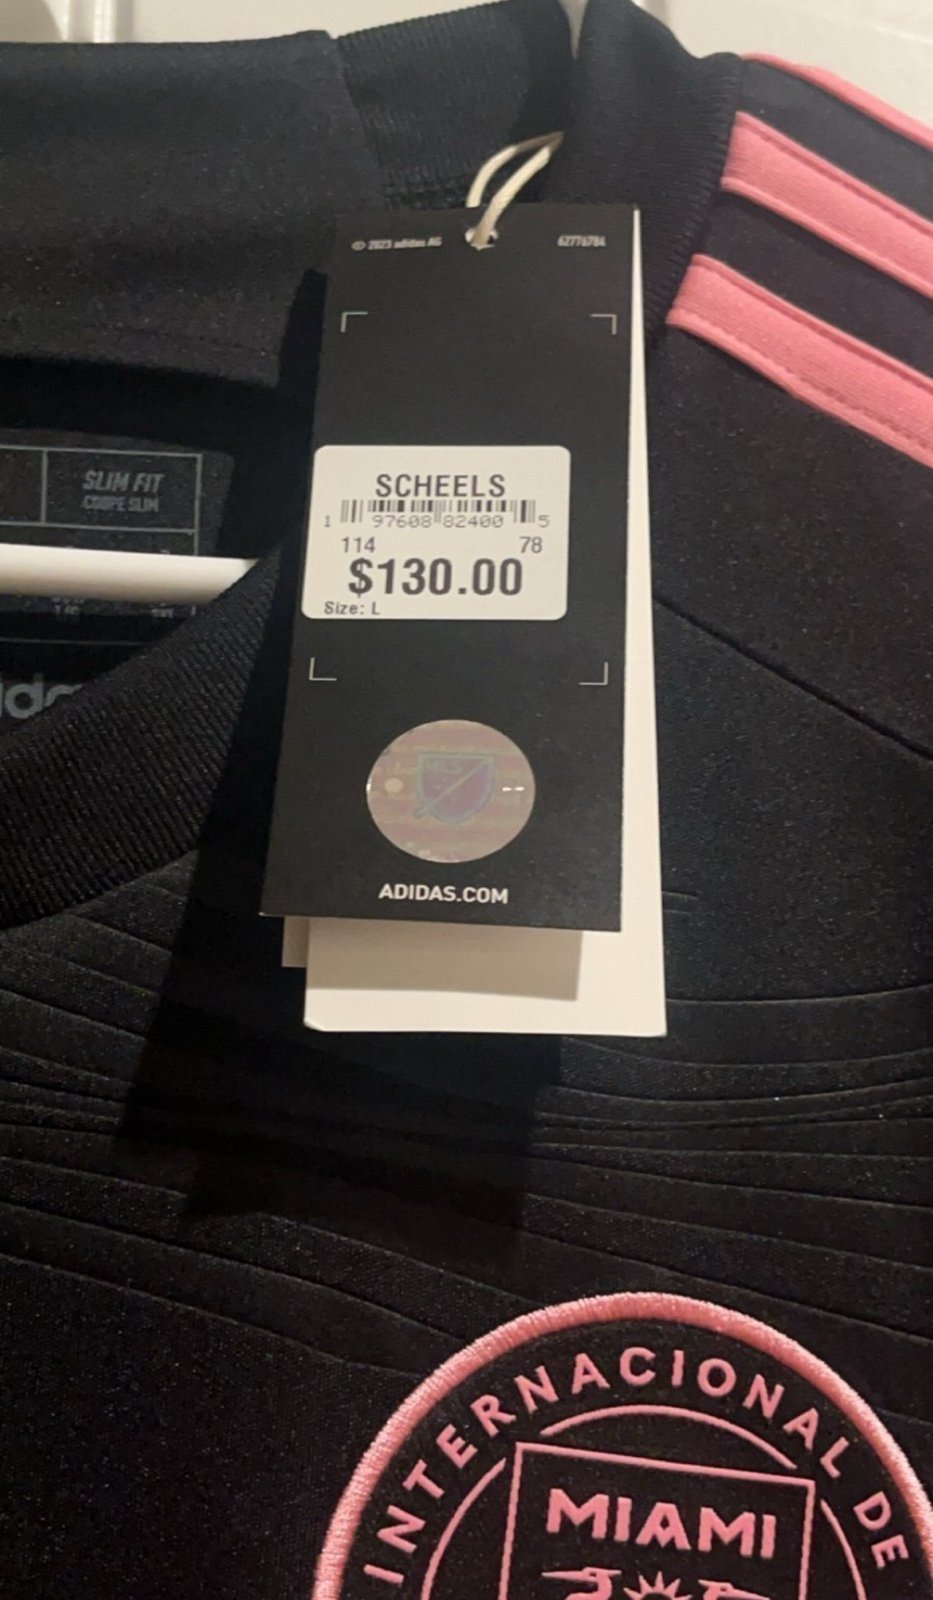 © 2023 adidas AG
62776784
SLIM FIT
COUPE SLIM
SCHEELS
1 97608 82400 5
114 78
$130.00
Size: L
ADIDAS.COM
INTERNACIONAL DE
MIAMI